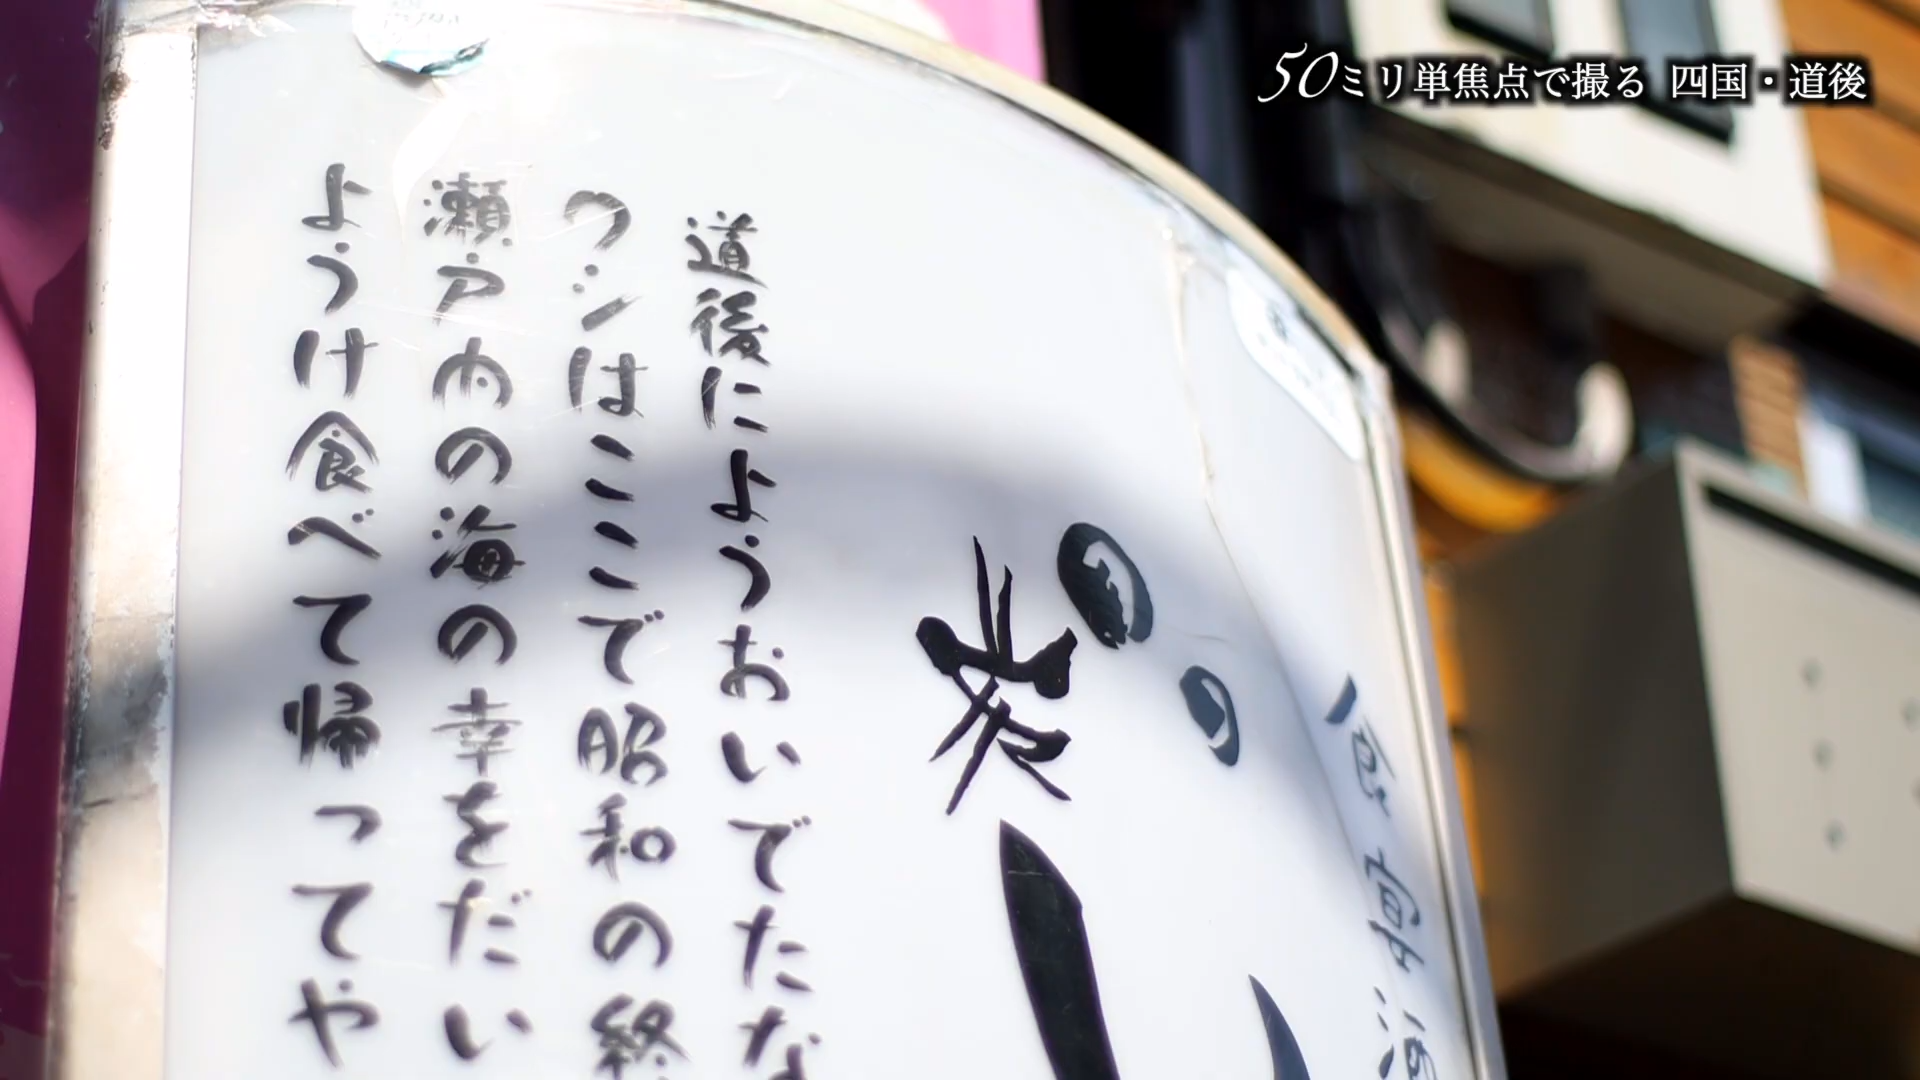 50ミリ単焦点で撮る 四国・道後
道後にようおいでたな
ワシはここで昭和の終
瀬戸内の海の幸をだい
ようけ食べて帰ってや